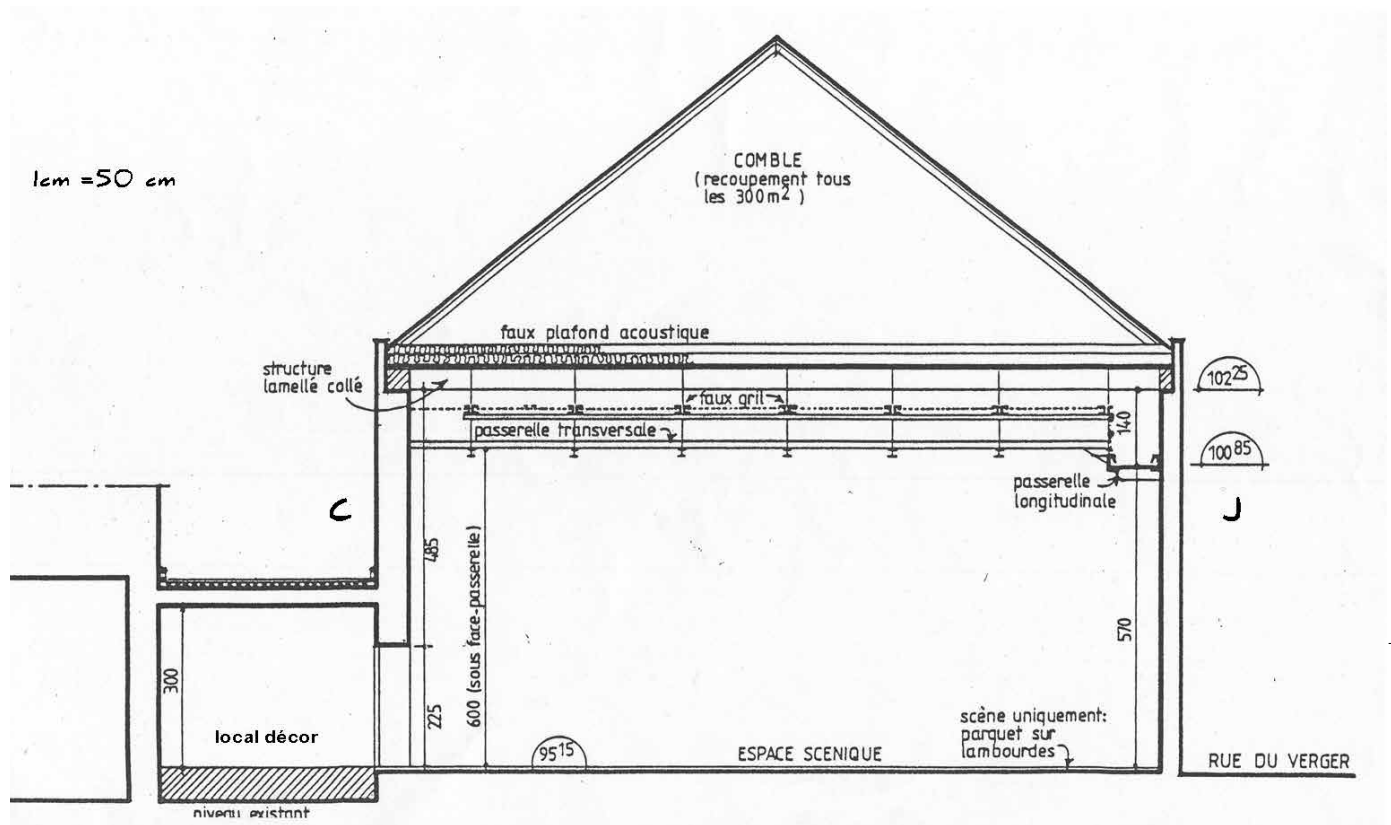 COMBLE
( recoupement tous
les 300m² )
1cm = 50 cm
faux plafond acoustique
structure
lamellé collé
102²⁵
faux gril
140
passerelle transversale
100⁸⁵
passerelle
longitudinale
C
J
485
600 (sous face-passerelle)
570
300
225
local décor
scène uniquement:
parquet sur
lambourdes
95¹⁵
ESPACE SCENIQUE
RUE DU VERGER
niveau existant